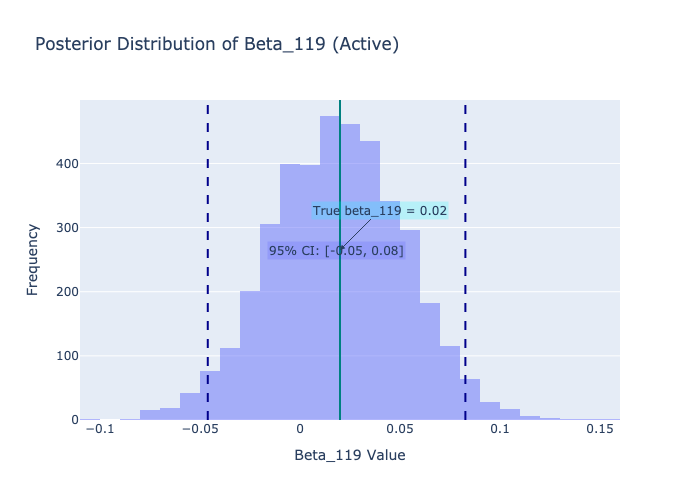 Posterior Distribution of Beta_119 (Active)
400
300
200
100
0
Frequency
True beta_119 = 0.02
95% CI: [-0.05, 0.08]
−0.1
−0.05
0
0.05
0.1
0.15
Beta_119 Value